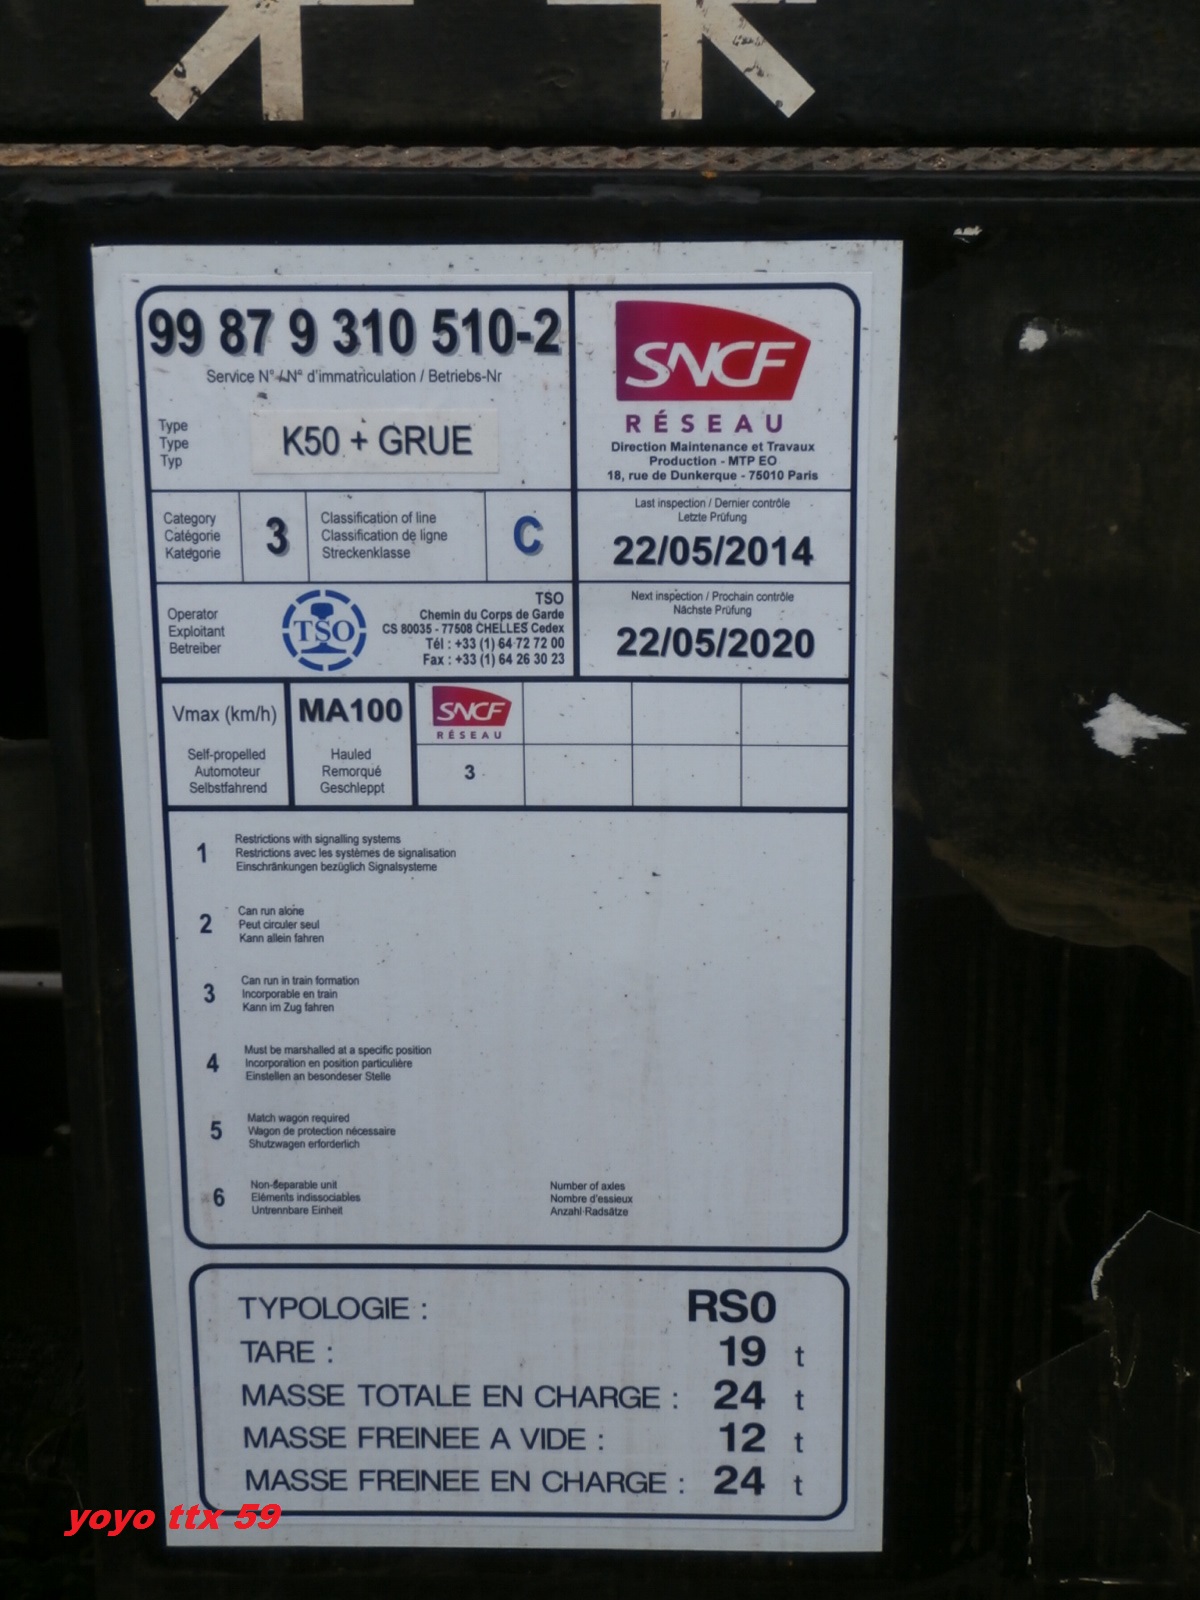 99 87 9 310 510-2
Service N° / N° d'immatriculation / Betriebs-Nr
Type
Type
Typ
K50 + GRUE
SNCF
RÉSEAU
Direction Maintenance et Travaux
Production - MTP EO
18, rue de Dunkerque - 75010 Paris
Category
Catégorie
Kategorie
3
Classification of line
Classification de ligne
Streckenklasse
C
Last inspection / Dernier contrôle
Letzte Prüfung
22/05/2014
Operator
Exploitant
Betreiber
TSO
TSO
Chemin du Corps de Garde
CS 80035 - 77508 CHELLES Cedex
Tél : +33 (1) 64 72 72 00
Fax : +33 (1) 64 26 30 23
Next inspection / Prochain contrôle
Nächste Prüfung
22/05/2020
Vmax (km/h)
Self-propelled
Automoteur
Selbstfahrend
MA100
Hauled
Remorqué
Geschleppt
SNCF
RÉSEAU
3
1
Restrictions with signalling systems
Restrictions avec les systèmes de signalisation
Einschränkungen bezüglich Signalsysteme
2
Can run alone
Peut circuler seul
Kann allein fahren
3
Can run in train formation
Incorporable en train
Kann im Zug fahren
4
Must be marshalled at a specific position
Incorporation en position particulière
Einstellen an besondeser Stelle
5
Match wagon required
Wagon de protection nécessaire
Shutzwagen erforderlich
6
Non-separable unit
Eléments indissociables
Untrennbare Einheit
Number of axles
Nombre d'essieux
Anzahl Radsätze
TYPOLOGIE : RS0
TARE : 19 t
MASSE TOTALE EN CHARGE : 24 t
MASSE FREINEE A VIDE : 12 t
MASSE FREINEE EN CHARGE : 24 t
yoyo ttx 59